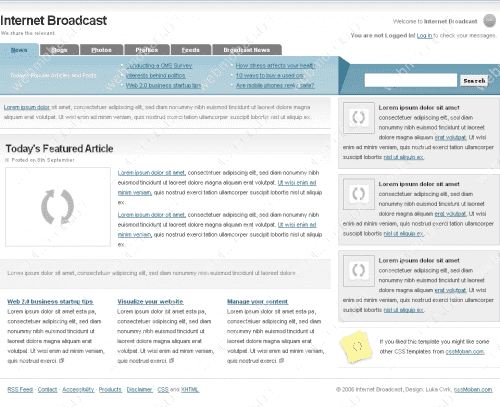 Internet Broadcast
We share the relevant
Welcome to Internet Broadcast
You are not Logged In! Log in to check your messages.
News Blogs Photos Profiles Feeds Broadcast News
Todays Popular Articles and Posts
Conducting a CMS Survey
Interests behind politics
Web 2.0 business startup tips
How stress affects your health
10 ways to buy a used
Are mobile phones really safe?
Search
Lorem ipsum dolor sit amet, consectetuer adipiscing elit, sed diam nonummy nibh euismod tincidunt ut laoreet dolore magna
aliquam erat volutpat. Ut wisi enim ad minim veniam, quis nostrud exerci tation ullamcorper suscipit lobortis nisl ut aliquip ex.
Today's Featured Article
Posted on 8th September
Lorem ipsum dolor sit amet, consectetuer adipiscing elit, sed diam
nonummy nibh euismod tincidunt ut laoreet dolore magna aliquam erat volutpat. Ut wisi enim ad
minim veniam, quis nostrud exerci tation ullamcorper suscipit lobortis nisl ut aliquip
ex.
Lorem ipsum dolor sit amet, consectetuer adipiscing elit, sed diam
nonummy nibh euismod tincidunt ut laoreet dolore magna aliquam erat volutpat. Ut wisi enim ad
minim veniam, quis nostrud exerci tation ullamcorper suscipit lobortis nisl ut aliquip
ex.
Lorem ipsum dolor sit amet, consectetuer adipiscing elit, sed diam nonummy nibh euismod tincidunt ut laoreet dolore.
Web 2.0 business startup tips
Lorem ipsum dolor sit amet esta pa,
consectetuer adipiscing elit, sed diam
nonummy nibh euismod tincidunt ut
laoreet dolore magna aliquam erat
volutpat. Ut wisi enim ad minim veniam,
quis nostrud exerci.
Visualize your website
Lorem ipsum dolor sit amet esta pa,
consectetuer adipiscing elit, sed diam
nonummy nibh euismod tincidunt ut
laoreet dolore magna aliquam erat
volutpat. Ut wisi enim ad minim veniam,
quis nostrud exerci.
Manage your content
Lorem ipsum dolor sit amet esta pa,
consectetuer adipiscing elit, sed diam
nonummy nibh euismod tincidunt ut
laoreet dolore magna aliquam erat
volutpat. Ut wisi enim ad minim veniam,
quis nostrud exerci.
Lorem ipsum dolor sit amet
consectetuer adipiscing elit, sed diam
nonummy nibh euismod tincidunt ut laoreet dolore
magna aliquam erat volutpat. Ut wisi enim ad minim
veniam, quis nostrud exerci tation ullamcorper
suscipit lobortis nisl ut aliquip ex.
Lorem ipsum dolor sit amet
consectetuer adipiscing elit, sed diam
nonummy nibh euismod tincidunt ut laoreet dolore
magna aliquam erat volutpat. Ut wisi enim ad minim
veniam, quis nostrud exerci tation ullamcorper
suscipit lobortis nisl ut aliquip ex.
Lorem ipsum dolor sit amet
consectetuer adipiscing elit, sed diam
nonummy nibh euismod tincidunt ut laoreet dolore
magna aliquam erat volutpat. Ut wisi enim ad minim
veniam, quis nostrud exerci tation ullamcorper
suscipit lobortis nisl ut aliquip ex.
If you liked this template you might like some
other CSS templates from cssMoban.com.
RSS Feed · Contact · Accessibility · Products · Disclaimer · CSS and XHTML
© 2006 Internet Broadcast, Design: Luka Cvrk, cssMoban.com